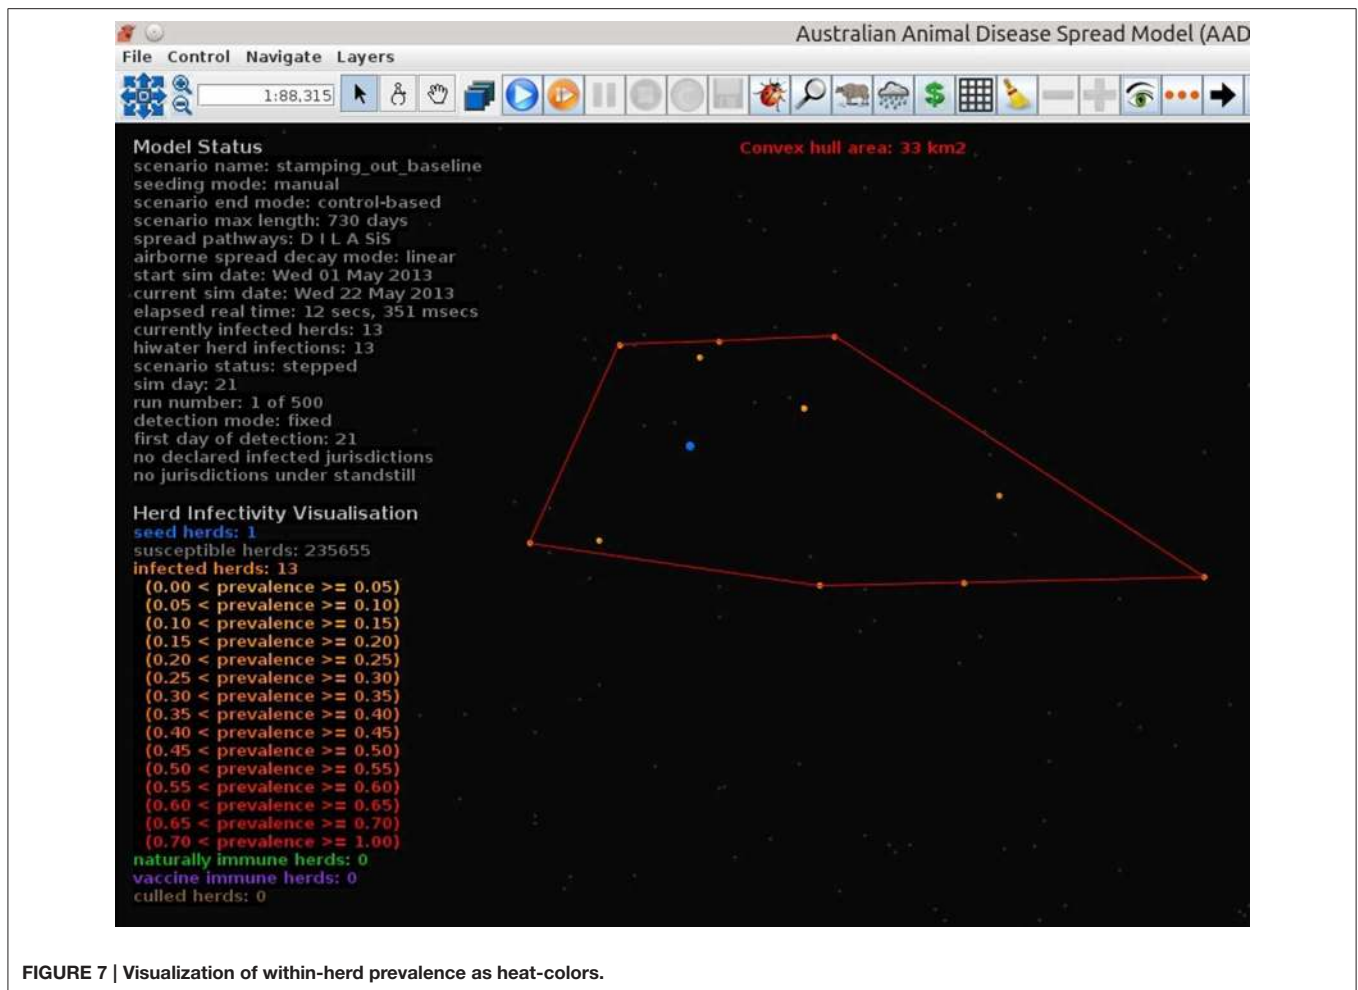 Australian Animal Disease Spread Model (AAD
File Control Navigate Layers
1:88,315
Model Status
scenario name: stamping_out_baseline
seeding mode: manual
scenario end mode: control-based
scenario max length: 730 days
spread pathways: D I L A SiS
airborne spread decay mode: linear
start sim date: Wed 01 May 2013
current sim date: Wed 22 May 2013
elapsed real time: 12 secs, 351 msecs
currently infected herds: 13
hiwater herd infections: 13
scenario status: stepped
sim day: 21
run number: 1 of 500
detection mode: fixed
first day of detection: 21
no declared infected jurisdictions
no jurisdictions under standstill
Convex hull area: 33 km2
Herd Infectivity Visualisation
seed herds: 1
susceptible herds: 235655
infected herds: 13
(0.00 < prevalence >= 0.05)
(0.05 < prevalence >= 0.10)
(0.10 < prevalence >= 0.15)
(0.15 < prevalence >= 0.20)
(0.20 < prevalence >= 0.25)
(0.25 < prevalence >= 0.30)
(0.30 < prevalence >= 0.35)
(0.35 < prevalence >= 0.40)
(0.40 < prevalence >= 0.45)
(0.45 < prevalence >= 0.50)
(0.50 < prevalence >= 0.55)
(0.55 < prevalence >= 0.60)
(0.60 < prevalence >= 0.65)
(0.65 < prevalence >= 0.70)
(0.70 < prevalence >= 1.00)
naturally immune herds: 0
vaccine immune herds: 0
culled herds: 0
FIGURE 7 | Visualization of within-herd prevalence as heat-colors.